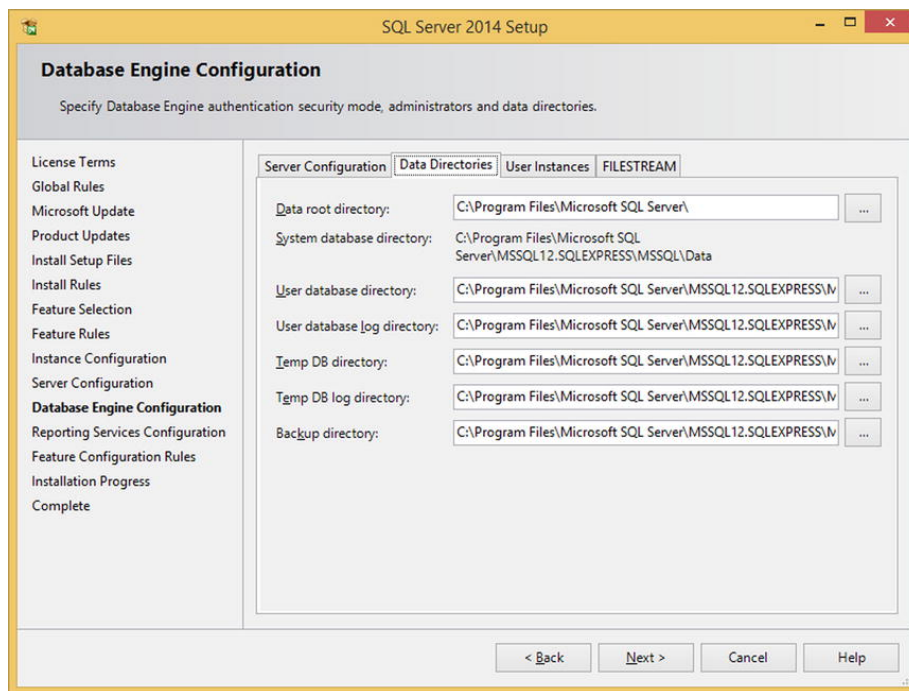 SQL Server 2014 Setup
Database Engine Configuration
Specify Database Engine authentication security mode, administrators and data directories.
License Terms
Global Rules
Microsoft Update
Product Updates
Install Setup Files
Install Rules
Feature Selection
Feature Rules
Instance Configuration
Server Configuration
Database Engine Configuration
Reporting Services Configuration
Feature Configuration Rules
Installation Progress
Complete
Server Configuration Data Directories User Instances FILESTREAM
Data root directory: C:\Program Files\Microsoft SQL Server\ ...
System database directory: C:\Program Files\Microsoft SQL
Server\MSSQL12.SQLEXPRESS\MSSQL\Data
User database directory: C:\Program Files\Microsoft SQL Server\MSSQL12.SQLEXPRESS\M ...
User database log directory: C:\Program Files\Microsoft SQL Server\MSSQL12.SQLEXPRESS\M ...
Temp DB directory: C:\Program Files\Microsoft SQL Server\MSSQL12.SQLEXPRESS\M ...
Temp DB log directory: C:\Program Files\Microsoft SQL Server\MSSQL12.SQLEXPRESS\M ...
Backup directory: C:\Program Files\Microsoft SQL Server\MSSQL12.SQLEXPRESS\M ...
< Back Next > Cancel Help